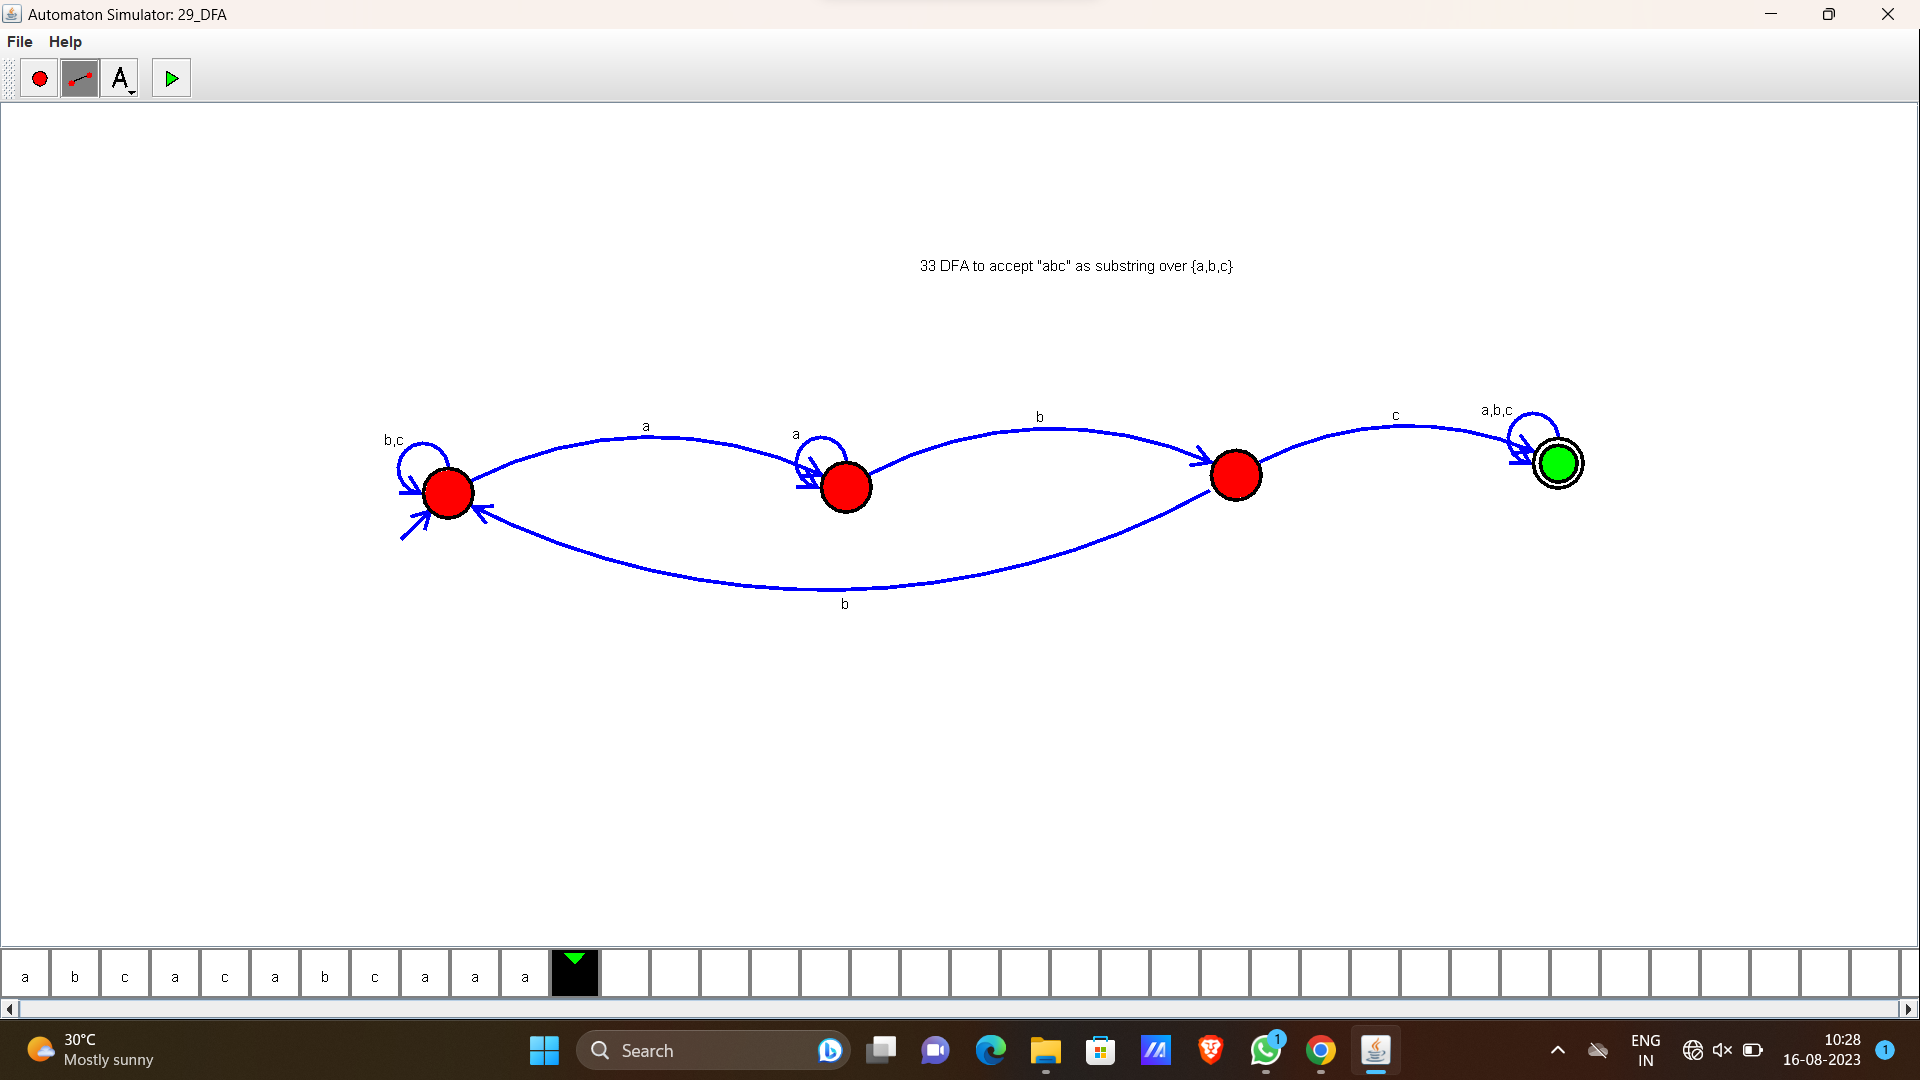 Automaton Simulator: 29_DFA
File Help
A
33 DFA to accept "abc" as substring over {a,b,c}
b,c
a
a
b
c
a,b,c
b
a b c a c a b c a a a
30°C
Mostly sunny
Search
1
ENG
IN
10:28
16-08-2023
1